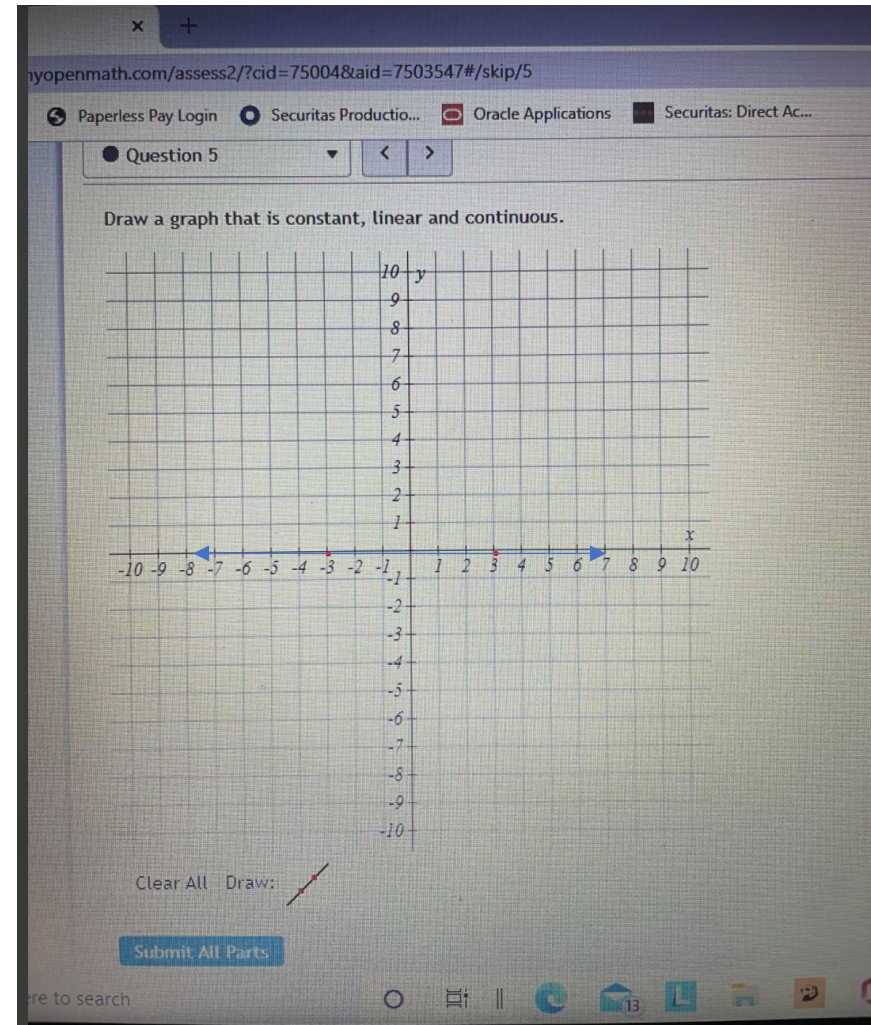 × +
nyopenmath.com/assess2/?cid=75004&aid=7503547#/skip/5
Paperless Pay Login Securitas Productio... Oracle Applications Securitas: Direct Ac...
Question 5 < >
Draw a graph that is constant, linear and continuous.
10 y
9
8
7
6
5
4
3
2
1
x
-10 -9 -8 -7 -6 -5 -4 -3 -2 -1 1 2 3 4 5 6 7 8 9 10
-1
-2
-3
-4
-5
-6
-7
-8
-9
-10
Clear All Draw:
Submit All Parts
ere to search 13 L